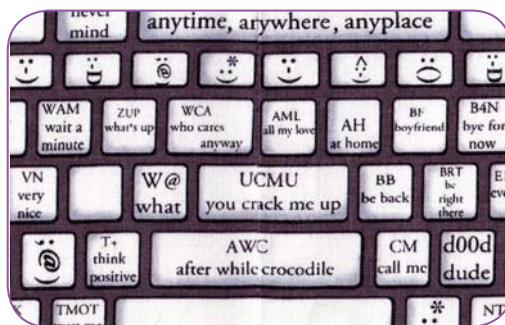 never
mind
anytime, arywhere , anyplace
WAM
wait a
minute
ZUP
what's up
WCA
who cares
anyway
AML
all my love
AH
at home
BF
boyfriend
B4N
bye for
now
VN
very
nice
W@
what
UCMU
you crack me up
BB
be back
BRT
be
right
there
T+
think
positive
AWC
after while crocodile
CM
call me
d00d
dude
TMOT
NT